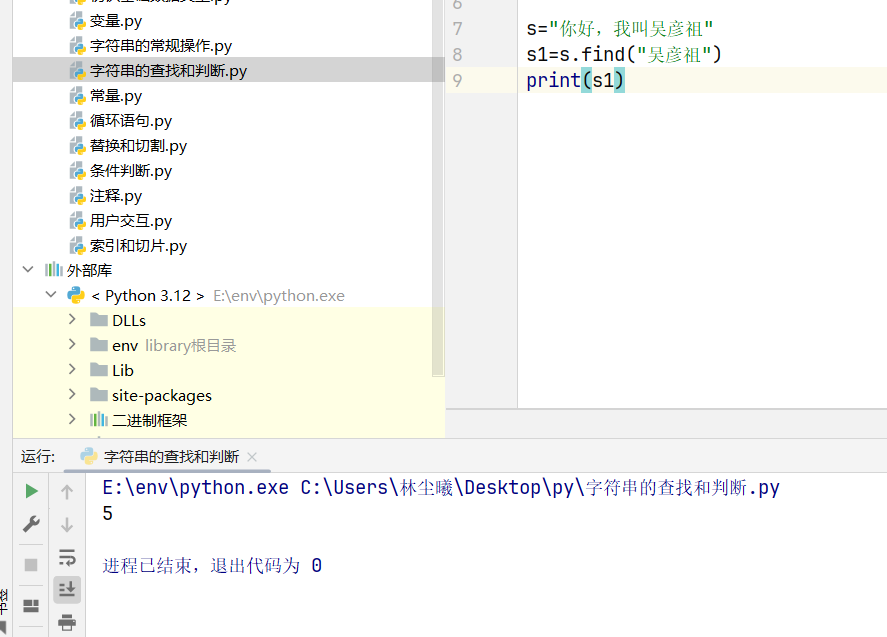 变量.py
字符串的常规操作.py
字符串的查找和判断.py
常量.py
循环语句.py
替换和切割.py
条件判断.py
注释.py
用户交互.py
索引和切片.py
外部库
< Python 3.12 > E:\env\python.exe
DLLs
env library根目录
Lib
site-packages
二进制框架
6
7 s="你好，我叫吴彦祖"
8 s1=s.find("吴彦祖")
9 print(s1)
运行: 字符串的查找和判断
E:\env\python.exe C:\Users\林尘曦\Desktop\py\字符串的查找和判断.py
5
进程已结束，退出代码为 0